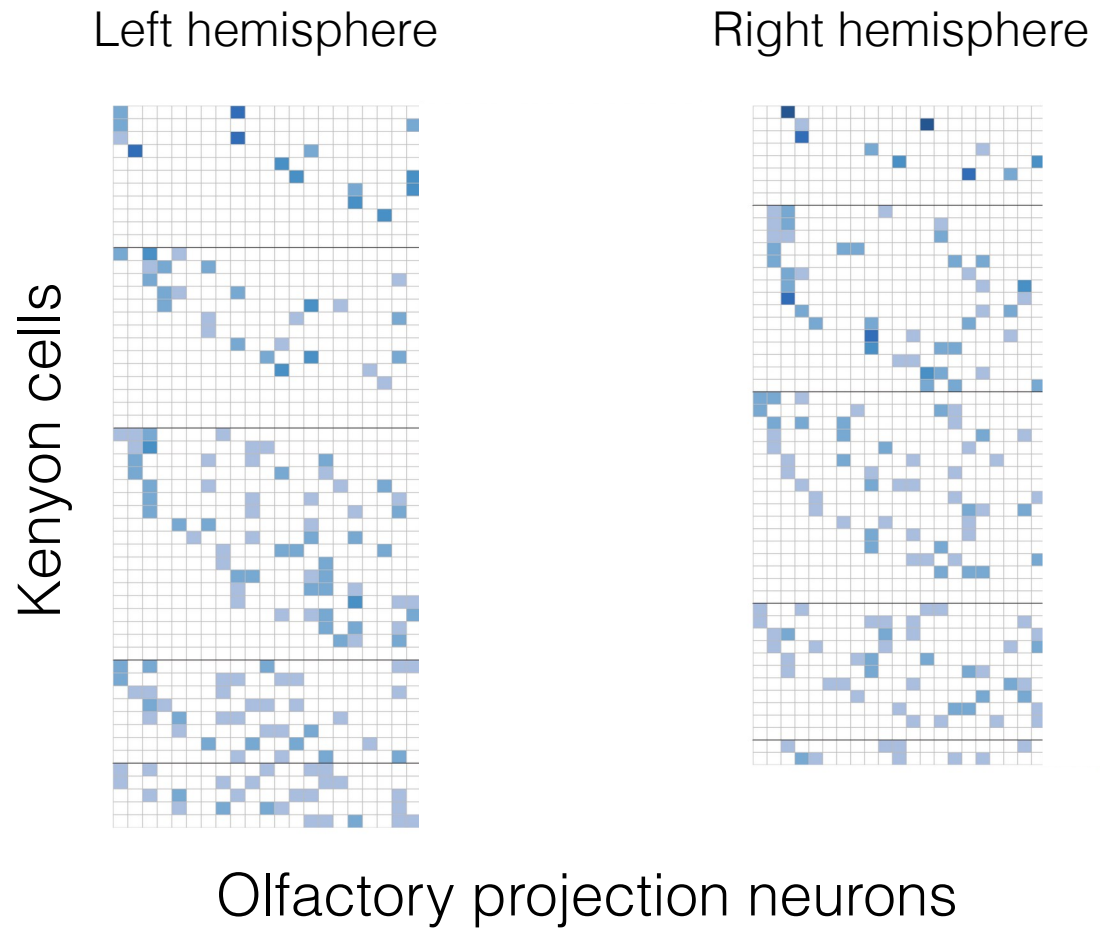 Left hemisphere
Right hemisphere
Kenyon cells
Olfactory projection neurons